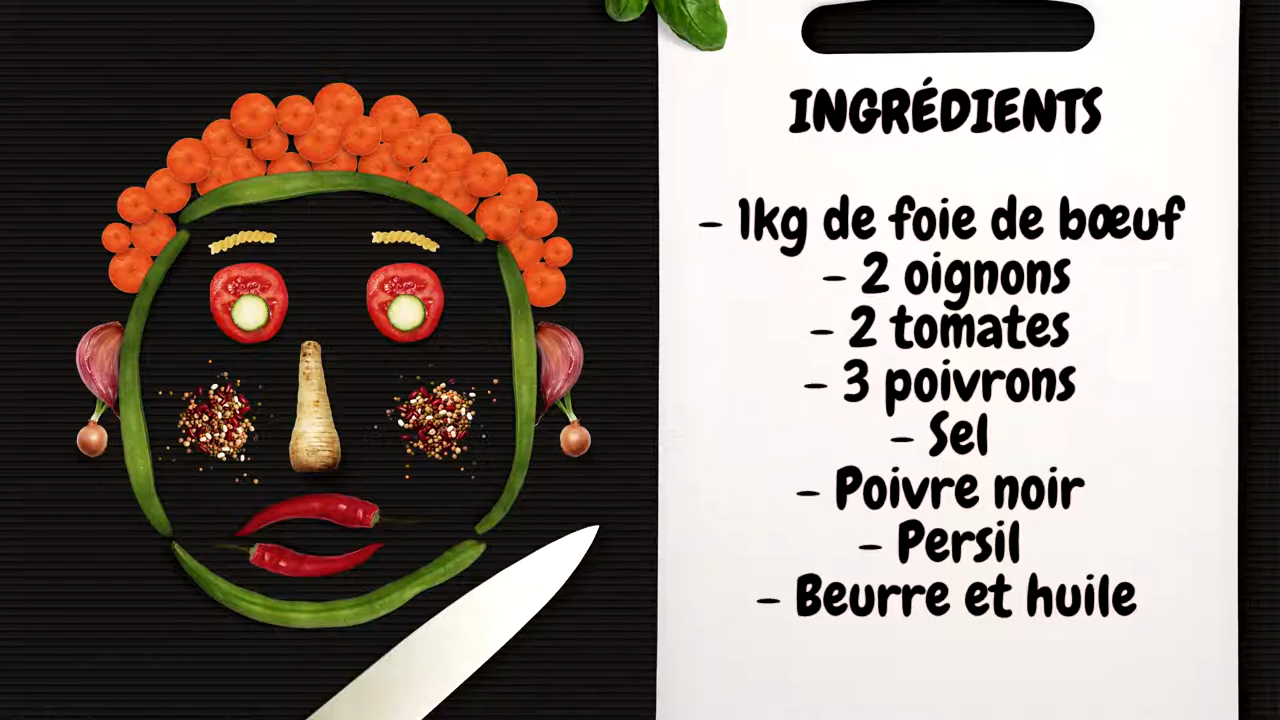 INGRÉDIENTS
- 1kg de foie de bœuf
- 2 oignons
- 2 tomates
- 3 poivrons
- Sel
- Poivre noir
- Persil
- Beurre et huile